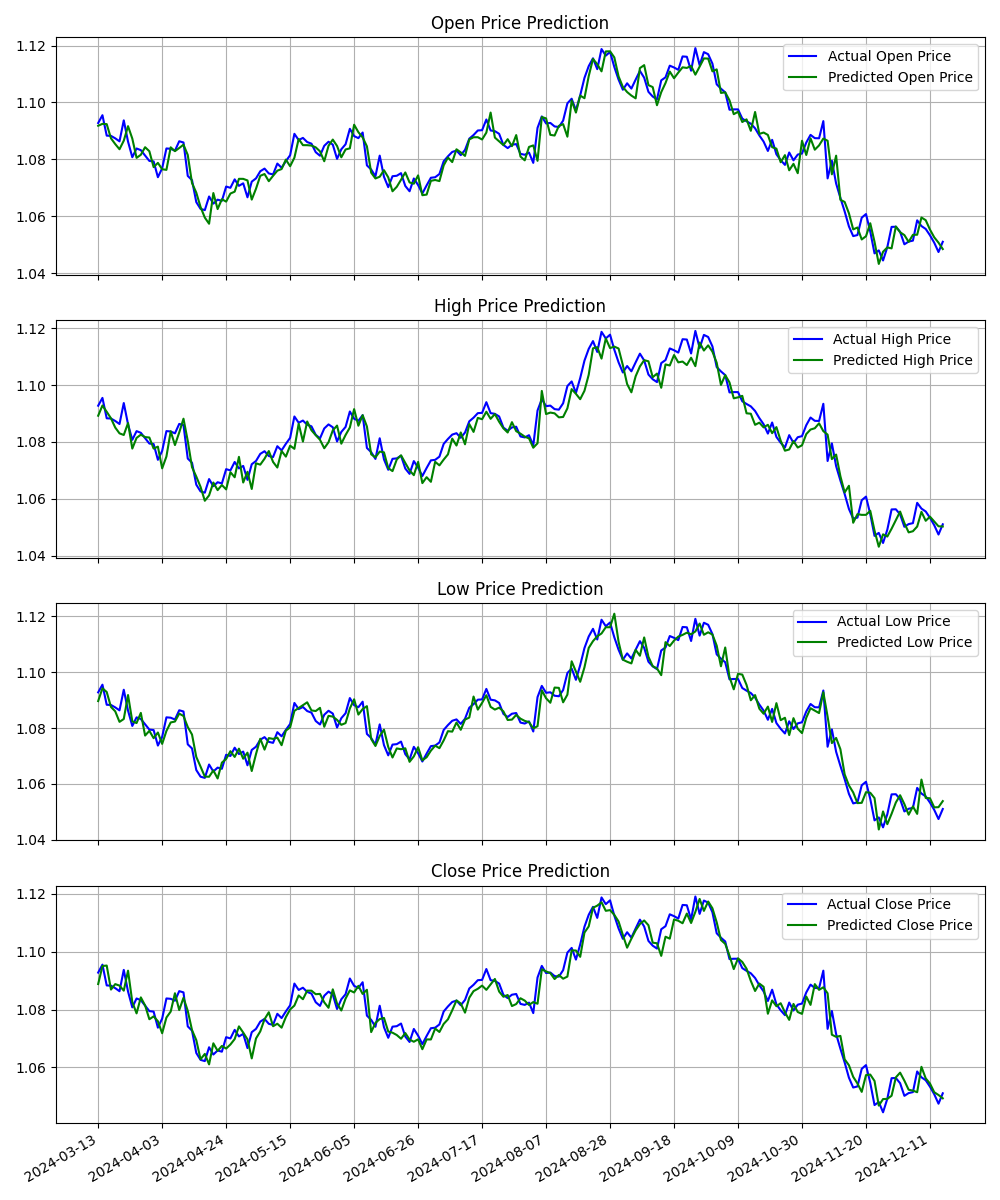 Open Price Prediction
1.12
1.10
1.08
1.06
1.04
Actual Open Price
Predicted Open Price
High Price Prediction
1.12
1.10
1.08
1.06
1.04
Actual High Price
Predicted High Price
Low Price Prediction
1.12
1.10
1.08
1.06
1.04
Actual Low Price
Predicted Low Price
Close Price Prediction
1.12
1.10
1.08
1.06
Actual Close Price
Predicted Close Price
2024-03-13
2024-04-03
2024-04-24
2024-05-15
2024-06-05
2024-06-26
2024-07-17
2024-08-07
2024-08-28
2024-09-18
2024-10-09
2024-10-30
2024-11-20
2024-12-11